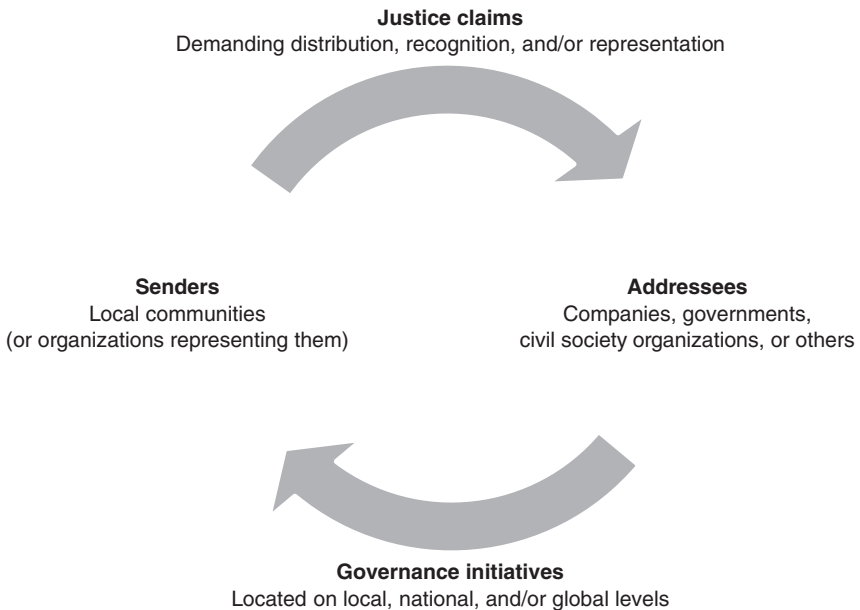 Justice claims
Demanding distribution, recognition, and/or representation
Senders
Local communities
(or organizations representing them)
Addressees
Companies, governments,
civil society organizations, or others
Governance initiatives
Located on local, national, and/or global levels